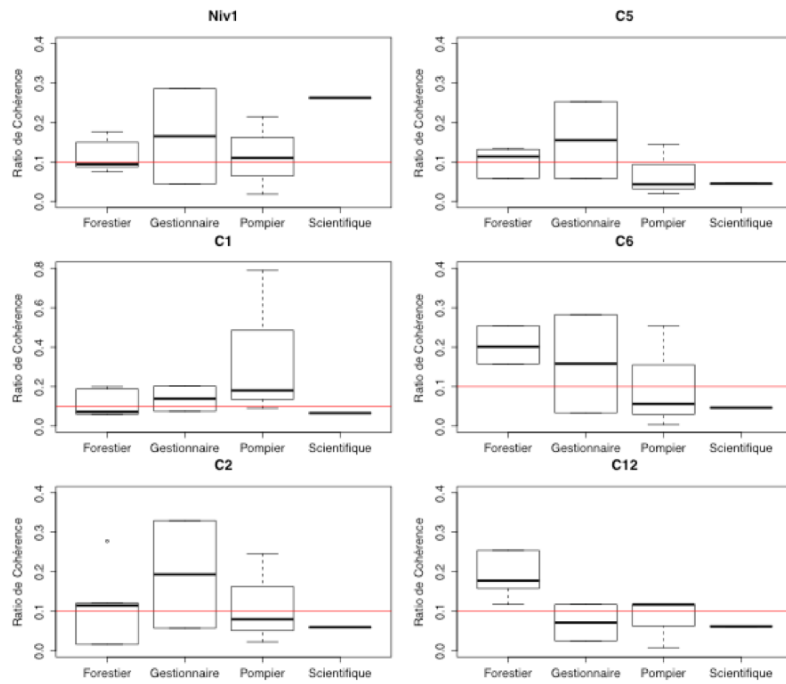 Niv1
Ratio de Cohérence
0.0 0.1 0.2 0.3 0.4
Forestier Gestionnaire Pompier Scientifique
C5
Ratio de Cohérence
0.0 0.1 0.2 0.3 0.4
Forestier Gestionnaire Pompier Scientifique
C1
Ratio de Cohérence
0.0 0.2 0.4 0.6 0.8
Forestier Gestionnaire Pompier Scientifique
C6
Ratio de Cohérence
0.0 0.1 0.2 0.3 0.4
Forestier Gestionnaire Pompier Scientifique
C2
Ratio de Cohérence
0.0 0.1 0.2 0.3 0.4
Forestier Gestionnaire Pompier Scientifique
C12
Ratio de Cohérence
0.0 0.1 0.2 0.3 0.4
Forestier Gestionnaire Pompier Scientifique